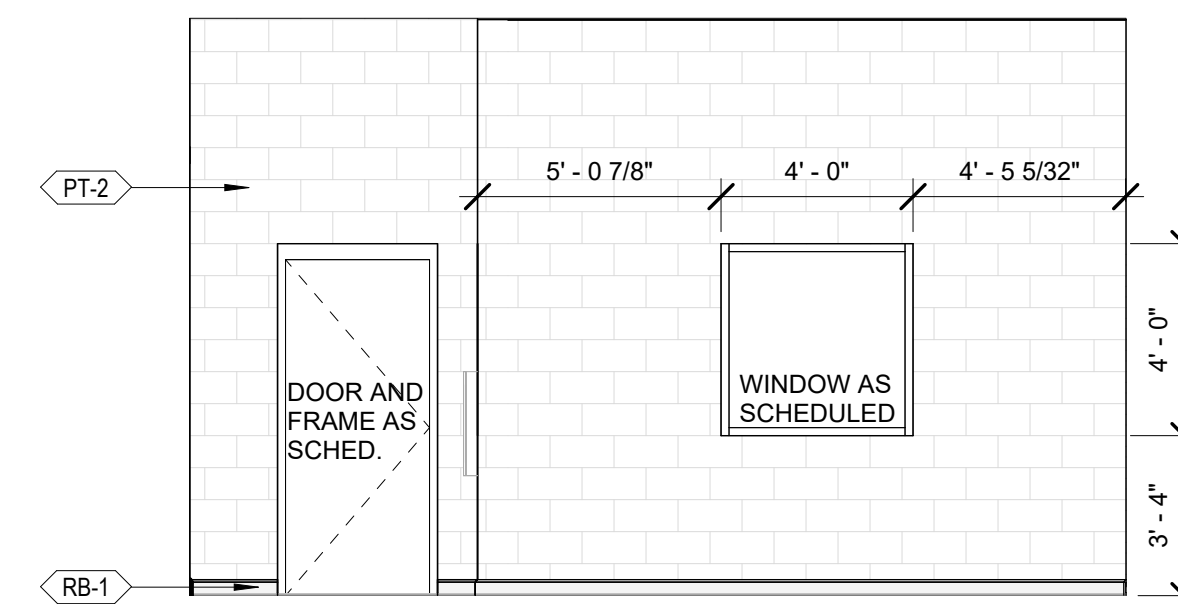 5' - 0 7/8"
4' - 0"
4' - 5 5/32"
PT-2
4' - 0"
DOOR AND
FRAME AS
SCHED.
WINDOW AS
SCHEDULED
3' - 4"
RB-1